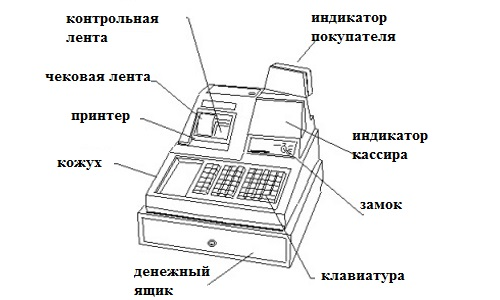 контрольная
лента
чековая лента
принтер
кожух
денежный
ящик
индикатор
покупателя
индикатор
кассира
замок
клавиатура